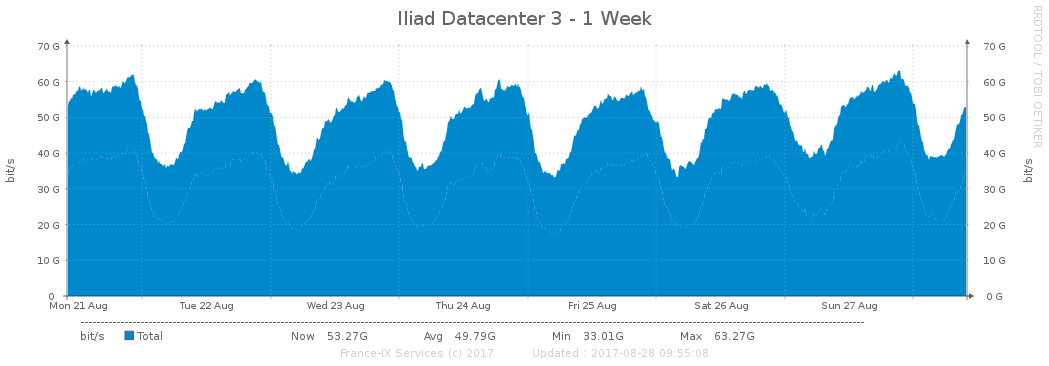 Iliad Datacenter 3 - 1 Week
RRDTOOL / TOBI OETIKER
70 G 70 G
60 G 60 G
50 G 50 G
40 G 40 G
30 G 30 G
20 G 20 G
10 G 10 G
0 0 G
bit/s bit/s
Mon 21 Aug Tue 22 Aug Wed 23 Aug Thu 24 Aug Fri 25 Aug Sat 26 Aug Sun 27 Aug
bit/s Total Now 53.27G Avg 49.79G Min 33.01G Max 63.27G
France-IX Services (c) 2017 Updated : 2017-08-28 09:55:08